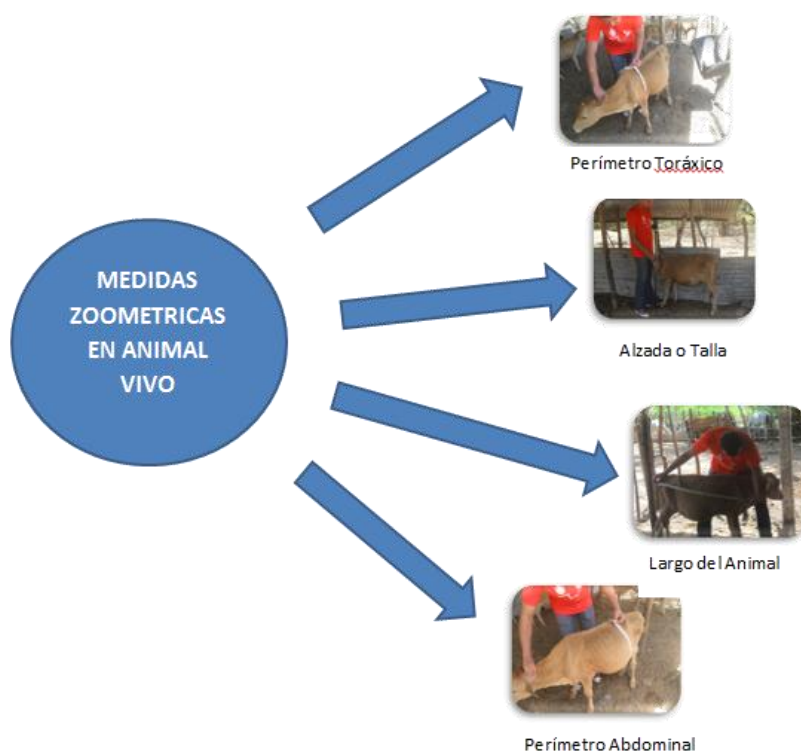 MEDIDAS
ZOOMETRICAS
EN ANIMAL
VIVO
Perímetro Toráxico
Alzada o Talla
Largo del Animal
Perímetro Abdominal